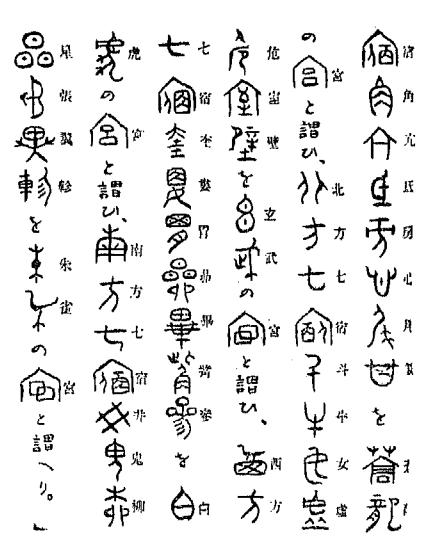 宿角亢氐房心尾箕を蒼龍
の宮と謂ひ、北方七宿斗牛女虛
危室壁を玄武の宮と謂ひ、西方
七宿奎婁胃昴畢觜參を白
虎の宮と謂ひ、南方七宿井鬼柳
星張翼軫を朱雀の宮と謂へり。」